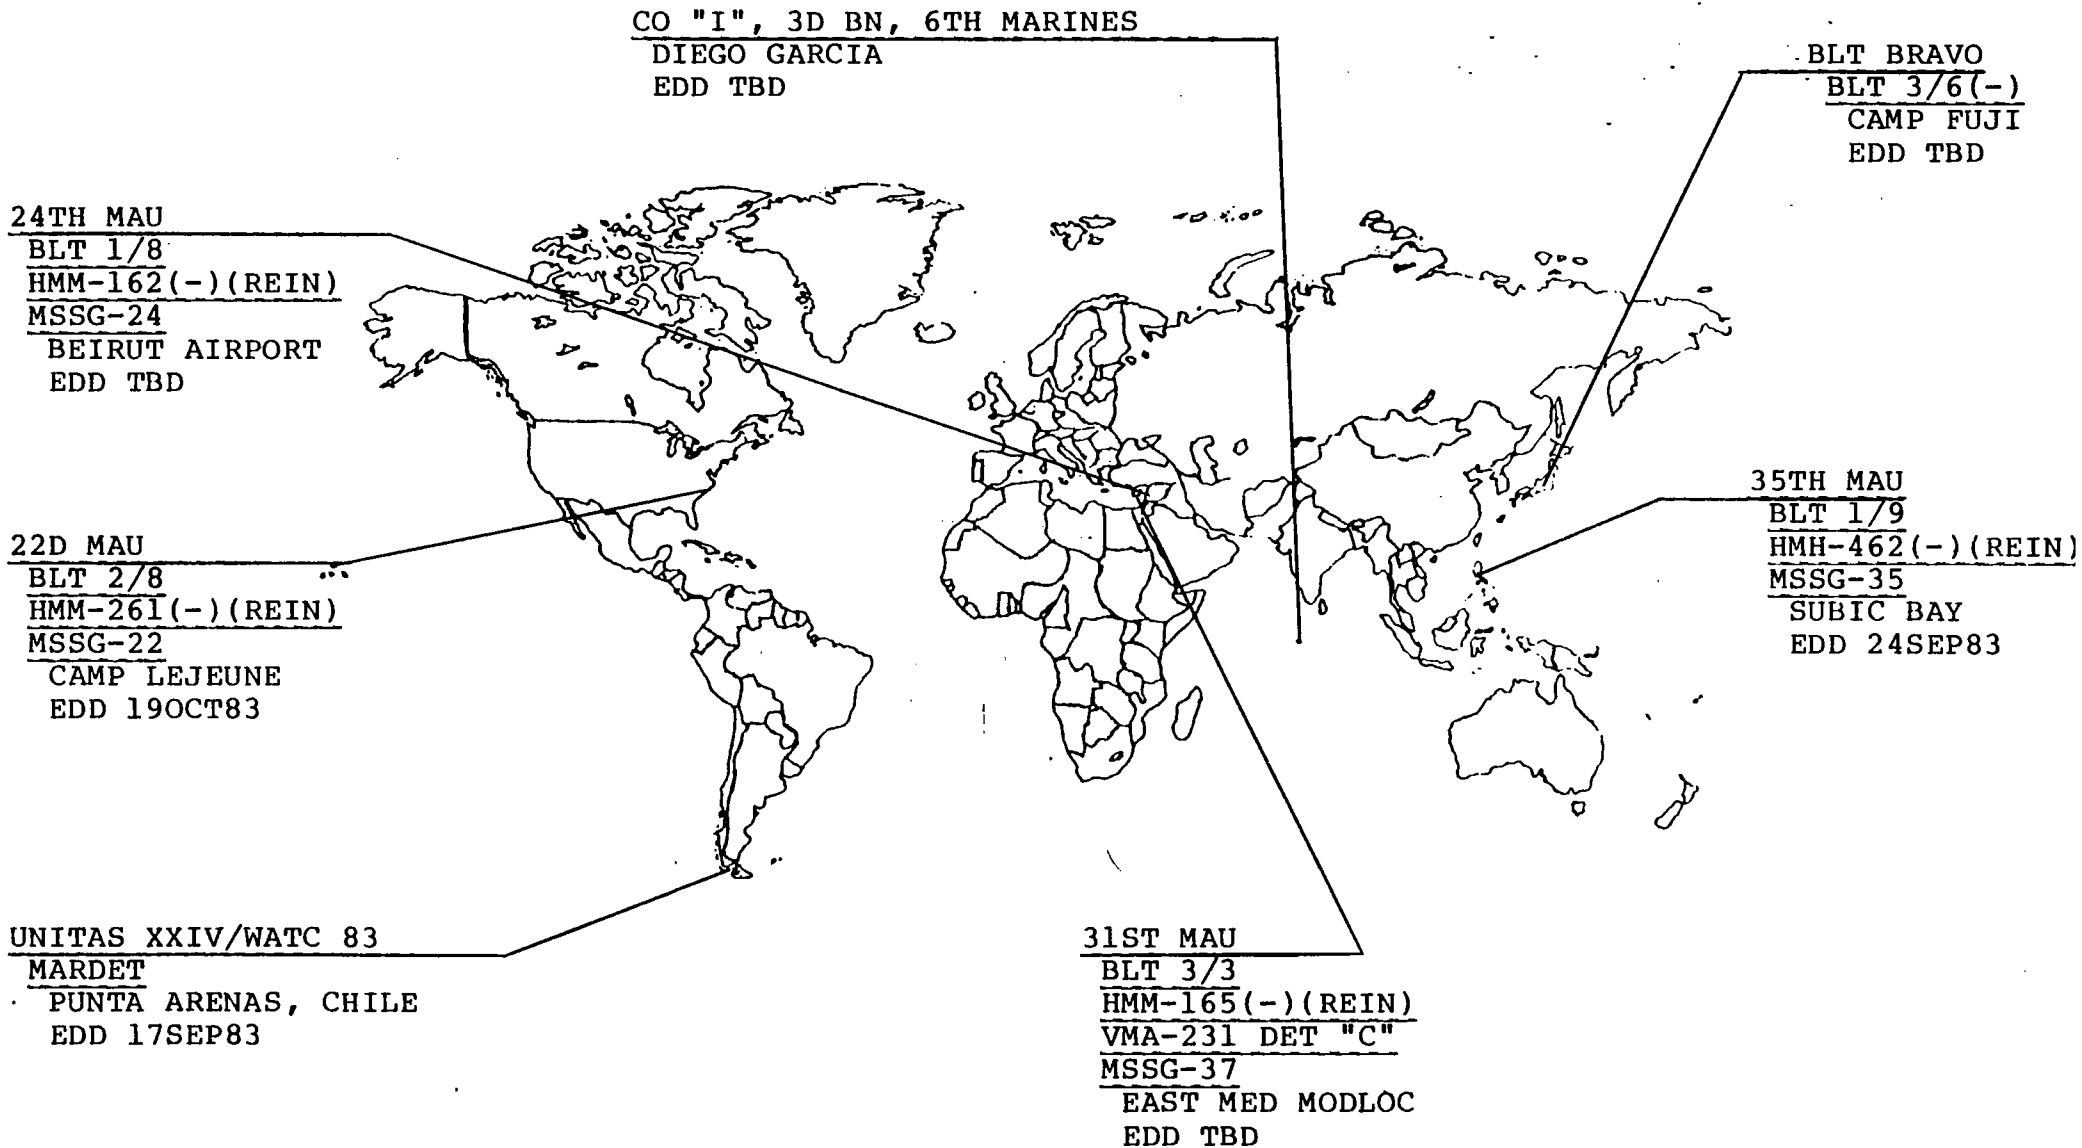 CO "I", 3D BN, 6TH MARINES
DIEGO GARCIA
EDD TBD
BLT BRAVO
BLT 3/6(-)
CAMP FUJI
EDD TBD
24TH MAU
BLT 1/8
HMM-162(-)(REIN)
MSSG-24
BEIRUT AIRPORT
EDD TBD
35TH MAU
BLT 1/9
HMH-462(-)(REIN)
MSSG-35
SUBIC BAY
EDD 24SEP83
22D MAU
BLT 2/8
HMM-261(-)(REIN)
MSSG-22
CAMP LEJEUNE
EDD 19OCT83
UNITAS XXIV/WATC 83
MARDET
PUNTA ARENAS, CHILE
EDD 17SEP83
31ST MAU
BLT 3/3
HMM-165(-)(REIN)
VMA-231 DET "C"
MSSG-37
EAST MED MODLOC
EDD TBD